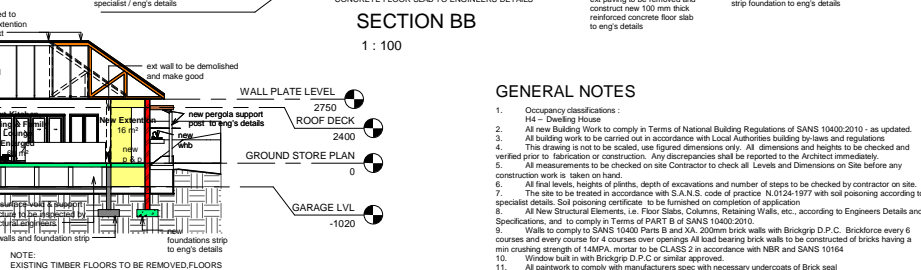 specialist / eng's details
CONCRETE FLOOR SLAB TO ENGINEERS DETAILS
ext paving to be removed and
construct new 100 mm thick
reinforced concrete floor slab
to eng's details
strip foundation to eng's details
SECTION BB
1 : 100
ext wall to be demolished
and make good
New Extention
16 m²
new
p & p
new pergola support
post to eng's details
new
whb
WALL PLATE LEVEL
2750
ROOF DECK
2400
GROUND STORE PLAN
0
GARAGE LVL
-1020
new
foundations strip
to eng's details
walls and foundation strip
NOTE:
EXISTING TIMBER FLOORS TO BE REMOVED,FLOORS
GENERAL NOTES
1. Occupancy classifications :
H4 – Dwelling House
2. All new Building Work to comply in Terms of National Building Regulations of SANS 10400:2010 - as updated.
3. All building work to be carried out in accordance with Local Authorities building by-laws and regulations
4. This drawing is not to be scaled, use figured dimensions only. All dimensions and heights to be checked and
verified prior to fabrication or construction. Any discrepancies shall be reported to the Architect immediately.
5. All measurements to be checked on site Contractor to check all Levels and Dimensions on Site before any
construction work is taken on hand.
6. All final levels, heights of plinths, depth of excavations and number of steps to be checked by contractor on site.
7. The site to be treated in accordance with S.A.N.S. code of practice N.0124-1977 with soil poisoning according to
specialist details. Soil poisoning certificate to be furnished on completion of application
8. All New Structural Elements, i.e. Floor Slabs, Columns, Retaining Walls, etc., according to Engineers Details and
Specifications, and to comply in Terms of PART B of SANS 10400:2010.
9. Walls to comply to SANS 10400 Parts B and XA. 200mm brick walls with Brickgrip D.P.C. Brickforce every 6
courses and every course for 4 courses over openings All load bearing brick walls to be constructed of bricks having a
min crushing strength of 14MPA. mortar to be CLASS 2 in accordance with NBR and SANS 10164
10. Window built in with Brickgrip D.P.C or similar approved.
11. All paintwork to comply with manufacturers spec with necessary undercoats of Brick seal